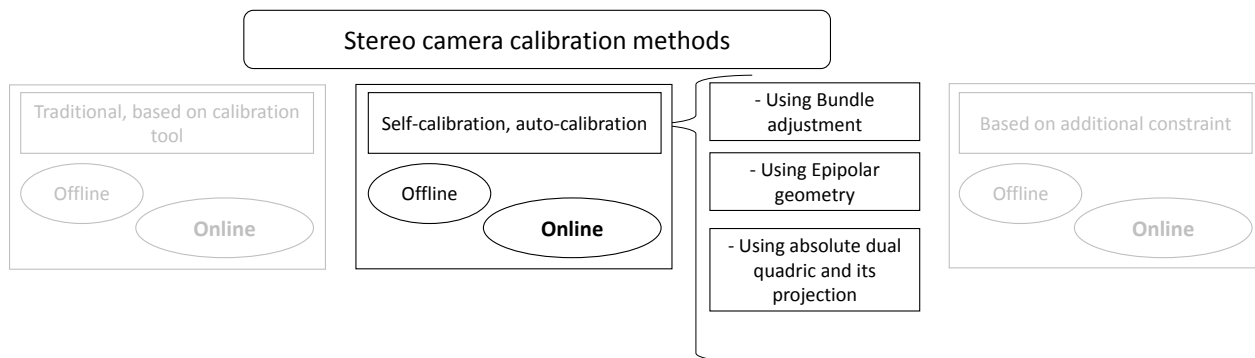 Stereo camera calibration methods
Traditional, based on calibration
tool
Offline
Online
Self-calibration, auto-calibration
Offline
Online
- Using Bundle
adjustment
- Using Epipolar
geometry
- Using absolute dual
quadric and its
projection
Based on additional constraint
Offline
Online